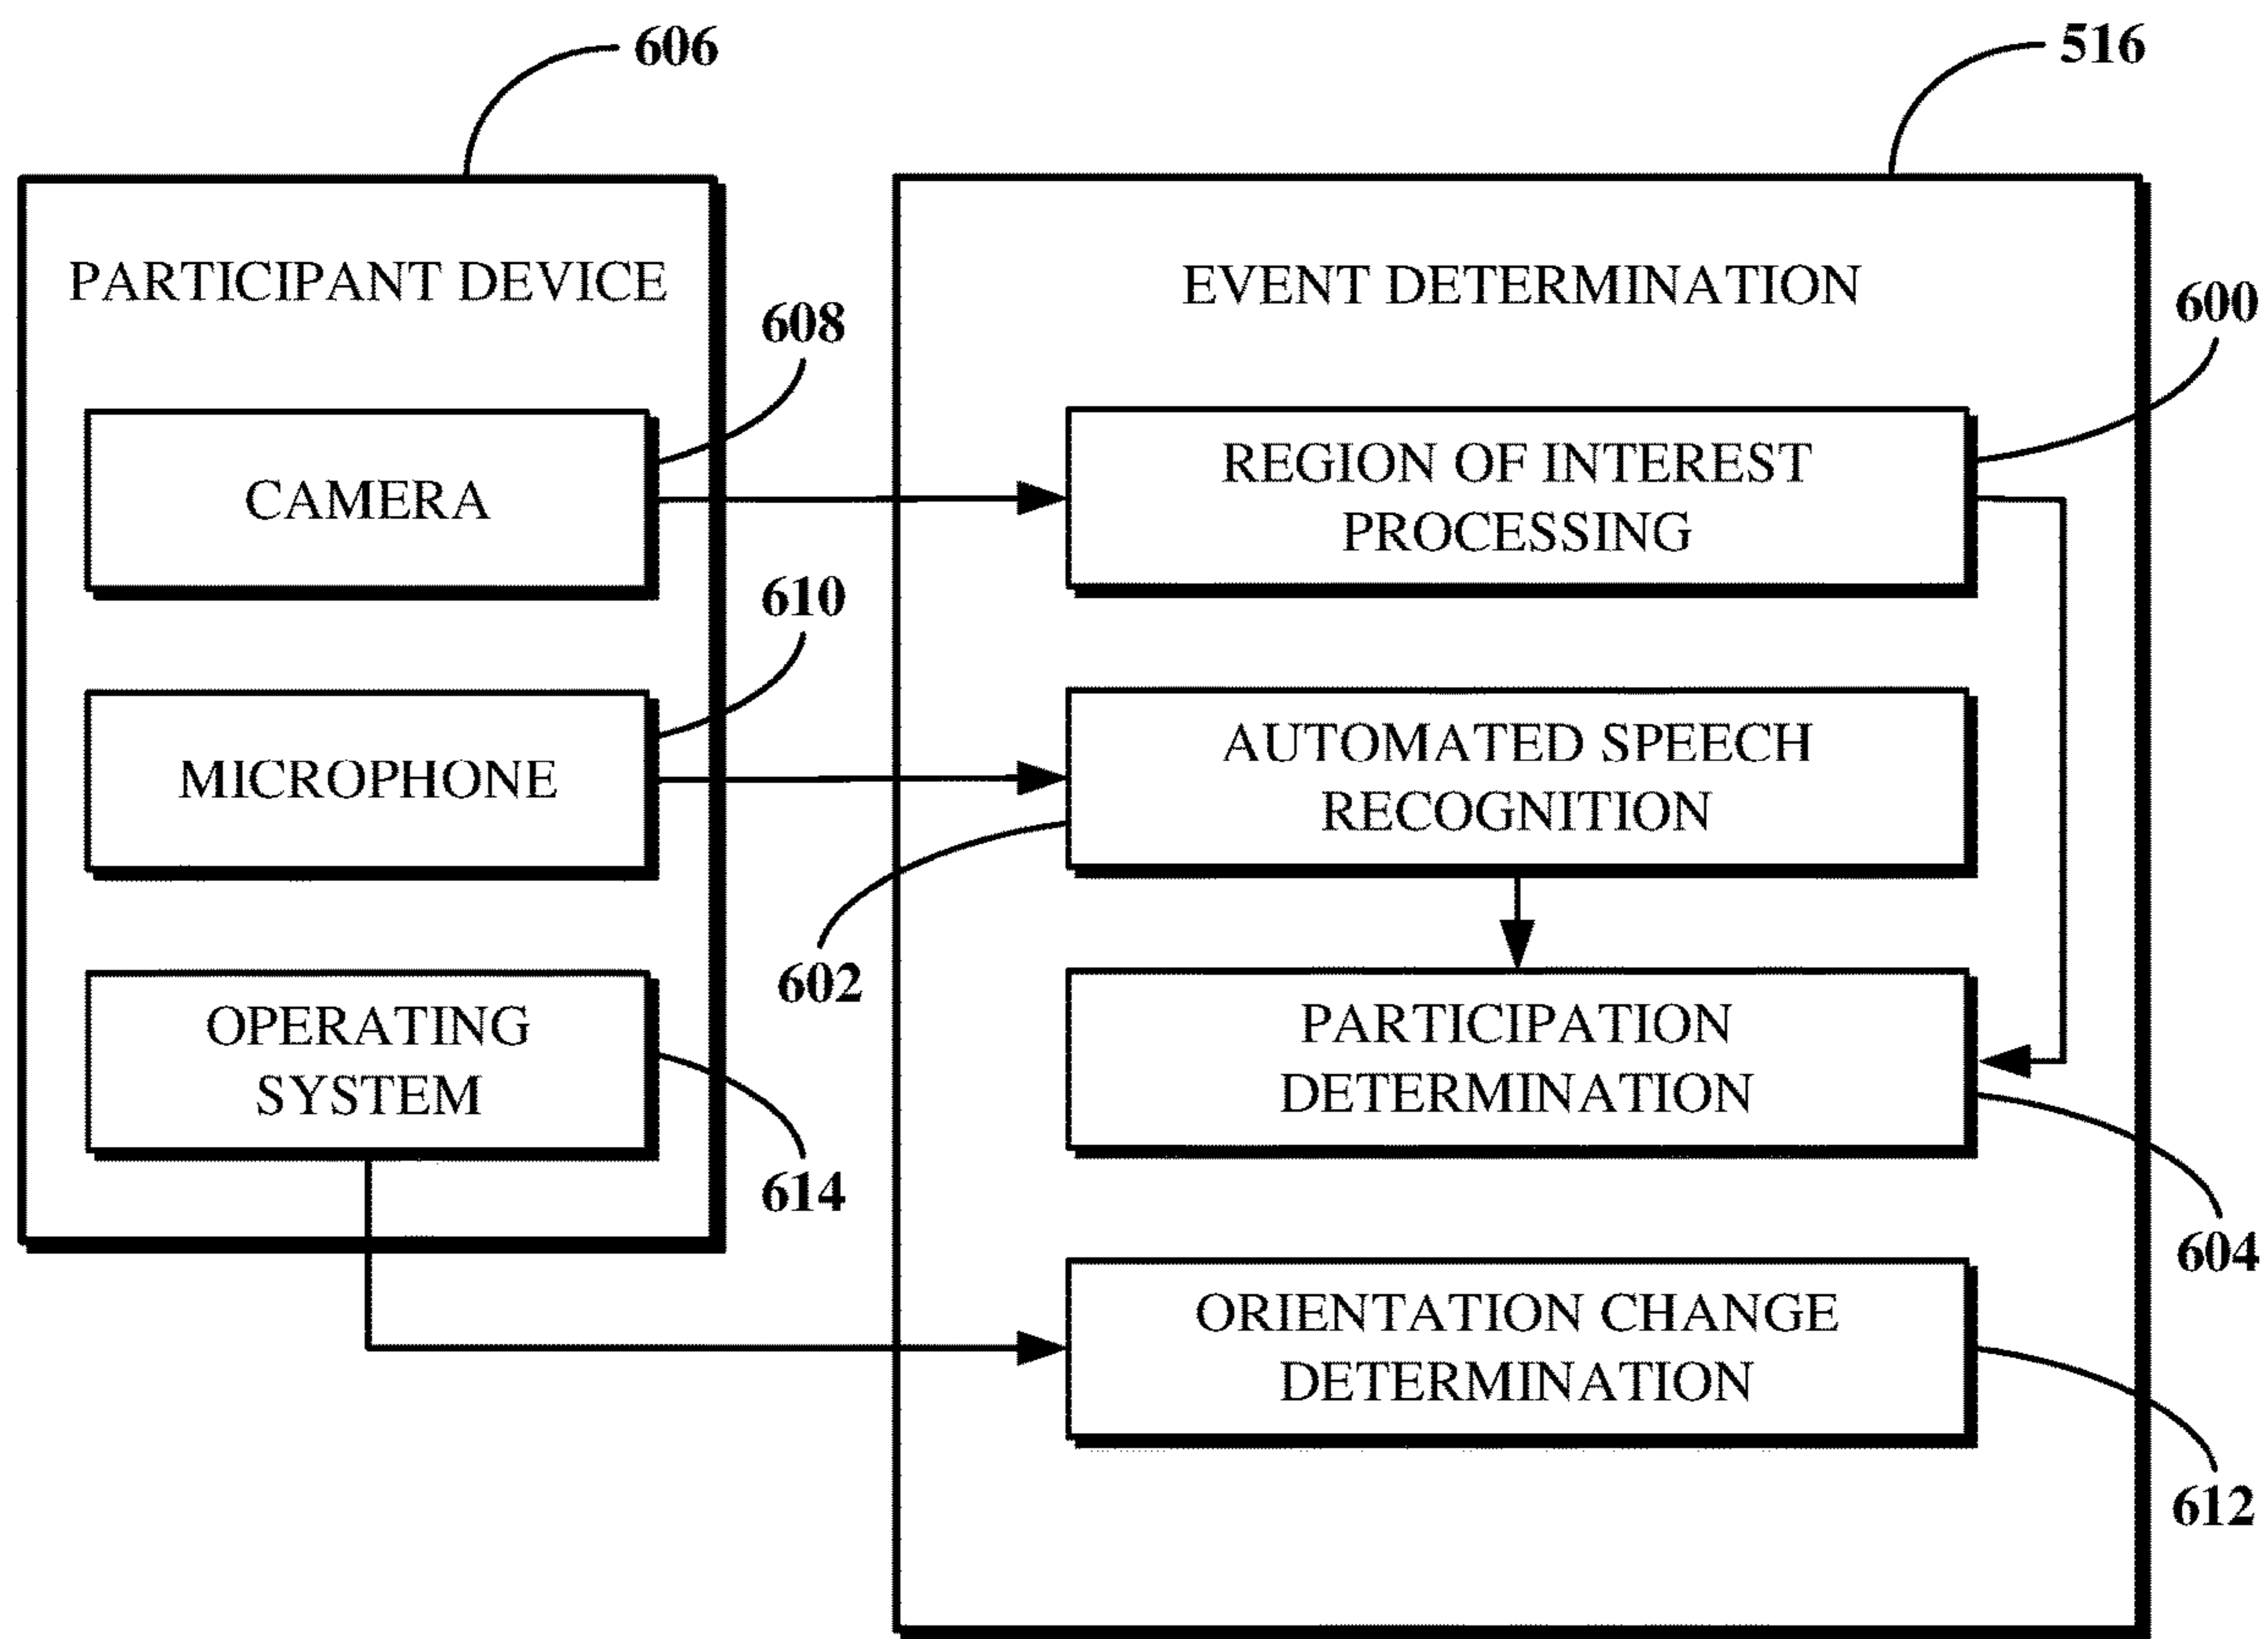 606
516
PARTICIPANT DEVICE
EVENT DETERMINATION
608
600
CAMERA
REGION OF INTEREST
PROCESSING
610
MICROPHONE
AUTOMATED SPEECH
RECOGNITION
602
OPERATING
SYSTEM
PARTICIPATION
DETERMINATION
614
604
ORIENTATION CHANGE
DETERMINATION
612